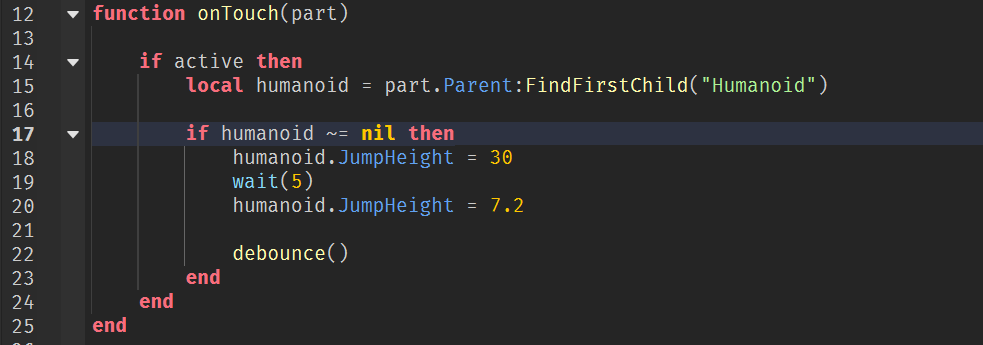 12 function onTouch(part)
13
14 if active then
15 local humanoid = part.Parent:FindFirstChild("Humanoid")
16
17 if humanoid ~= nil then
18 humanoid.JumpHeight = 30
19 wait(5)
20 humanoid.JumpHeight = 7.2
21
22 debounce()
23 end
24 end
25 end